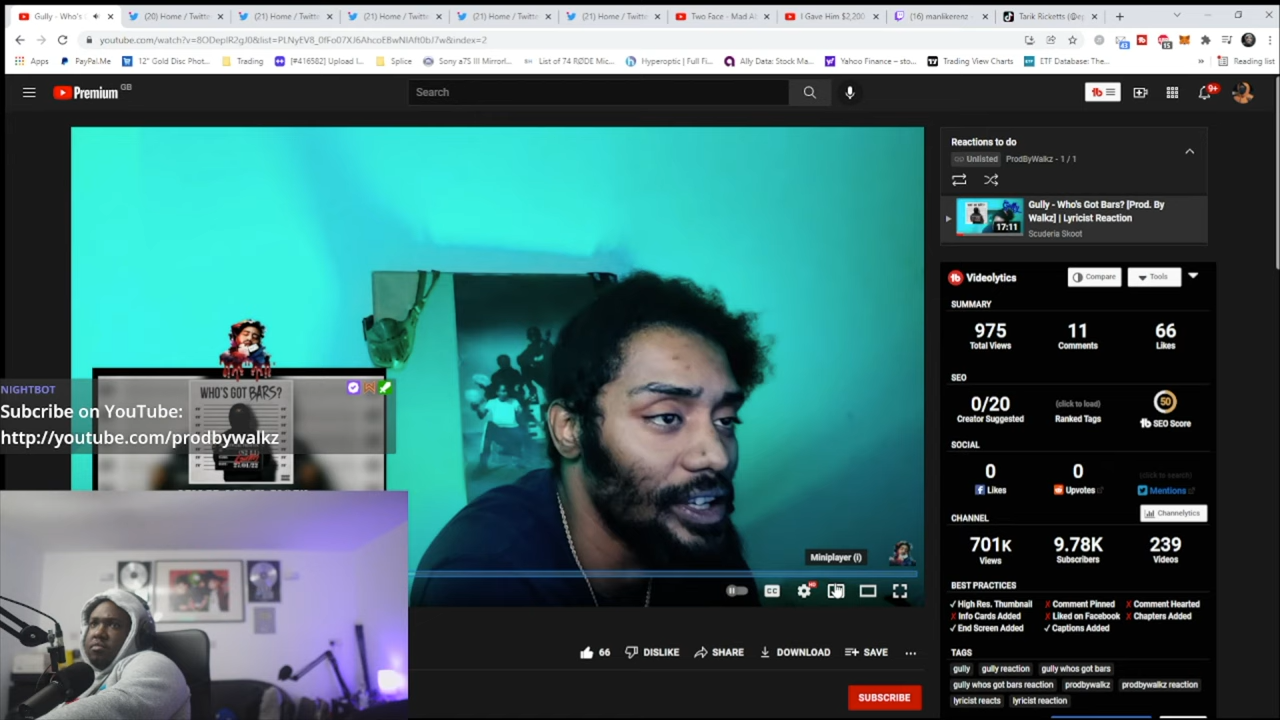 Gully - Who's
(20) Home / Twitte
(21) Home / Twitte
(21) Home / Twitte
(21) Home / Twitte
(21) Home / Twitte
Two Face - Mad
I Gave Him $2,200
(16) manlikerenz
Tarik Ricketts
youtube.com/watch?v=8ODeplR2gJ0&list=PLNyEV8_0fFo07XJ6AhcoEBwNIAft0bJ7w&index=2
Apps
PayPal.Me
12" Gold Disc Phot...
Trading
[#416582] Upload I...
Splice
Sony a7S III Mirrorl...
List of 74 RØDE Mic...
Hyperoptic | Full Fi...
Ally Data: Stock Ma...
Yahoo Finance – sto...
Trading View Charts
ETF Database: The...
»
Reading list
43
15
Premium GB
Search
9+
Reactions to do
Unlisted ProdByWalkz - 1 / 1
Gully - Who's Got Bars? [Prod. By
Walkz] | Lyricist Reaction
17:11
Scuderia Skoot
Videolytics
Compare
Tools
SUMMARY
975 11 66
Total Views Comments Likes
SEO
0/20 (click to load) 50
Creator Suggested Ranked Tags SEO Score
SOCIAL
0 0 (click to search)
Likes Upvotes Mentions
CHANNEL
Channelytics
701K 9.78K 239
Views Subscribers Videos
BEST PRACTICES
✓ High Res. Thumbnail ✗ Comment Pinned ✗ Comment Hearted
✗ Info Cards Added ✗ Liked on Facebook ✗ Chapters Added
✓ End Screen Added ✓ Captions Added
TAGS
gully gully reaction gully whos got bars
gully whos got bars reaction prodbywalkz prodbywalkz reaction
lyricist reacts lyricist reaction
WHO'S GOT BARS?
NIGHTBOT
Subcribe on YouTube:
http://youtube.com/prodbywalkz
Miniplayer (i)
CC
HD
66 DISLIKE SHARE DOWNLOAD SAVE ...
SUBSCRIBE